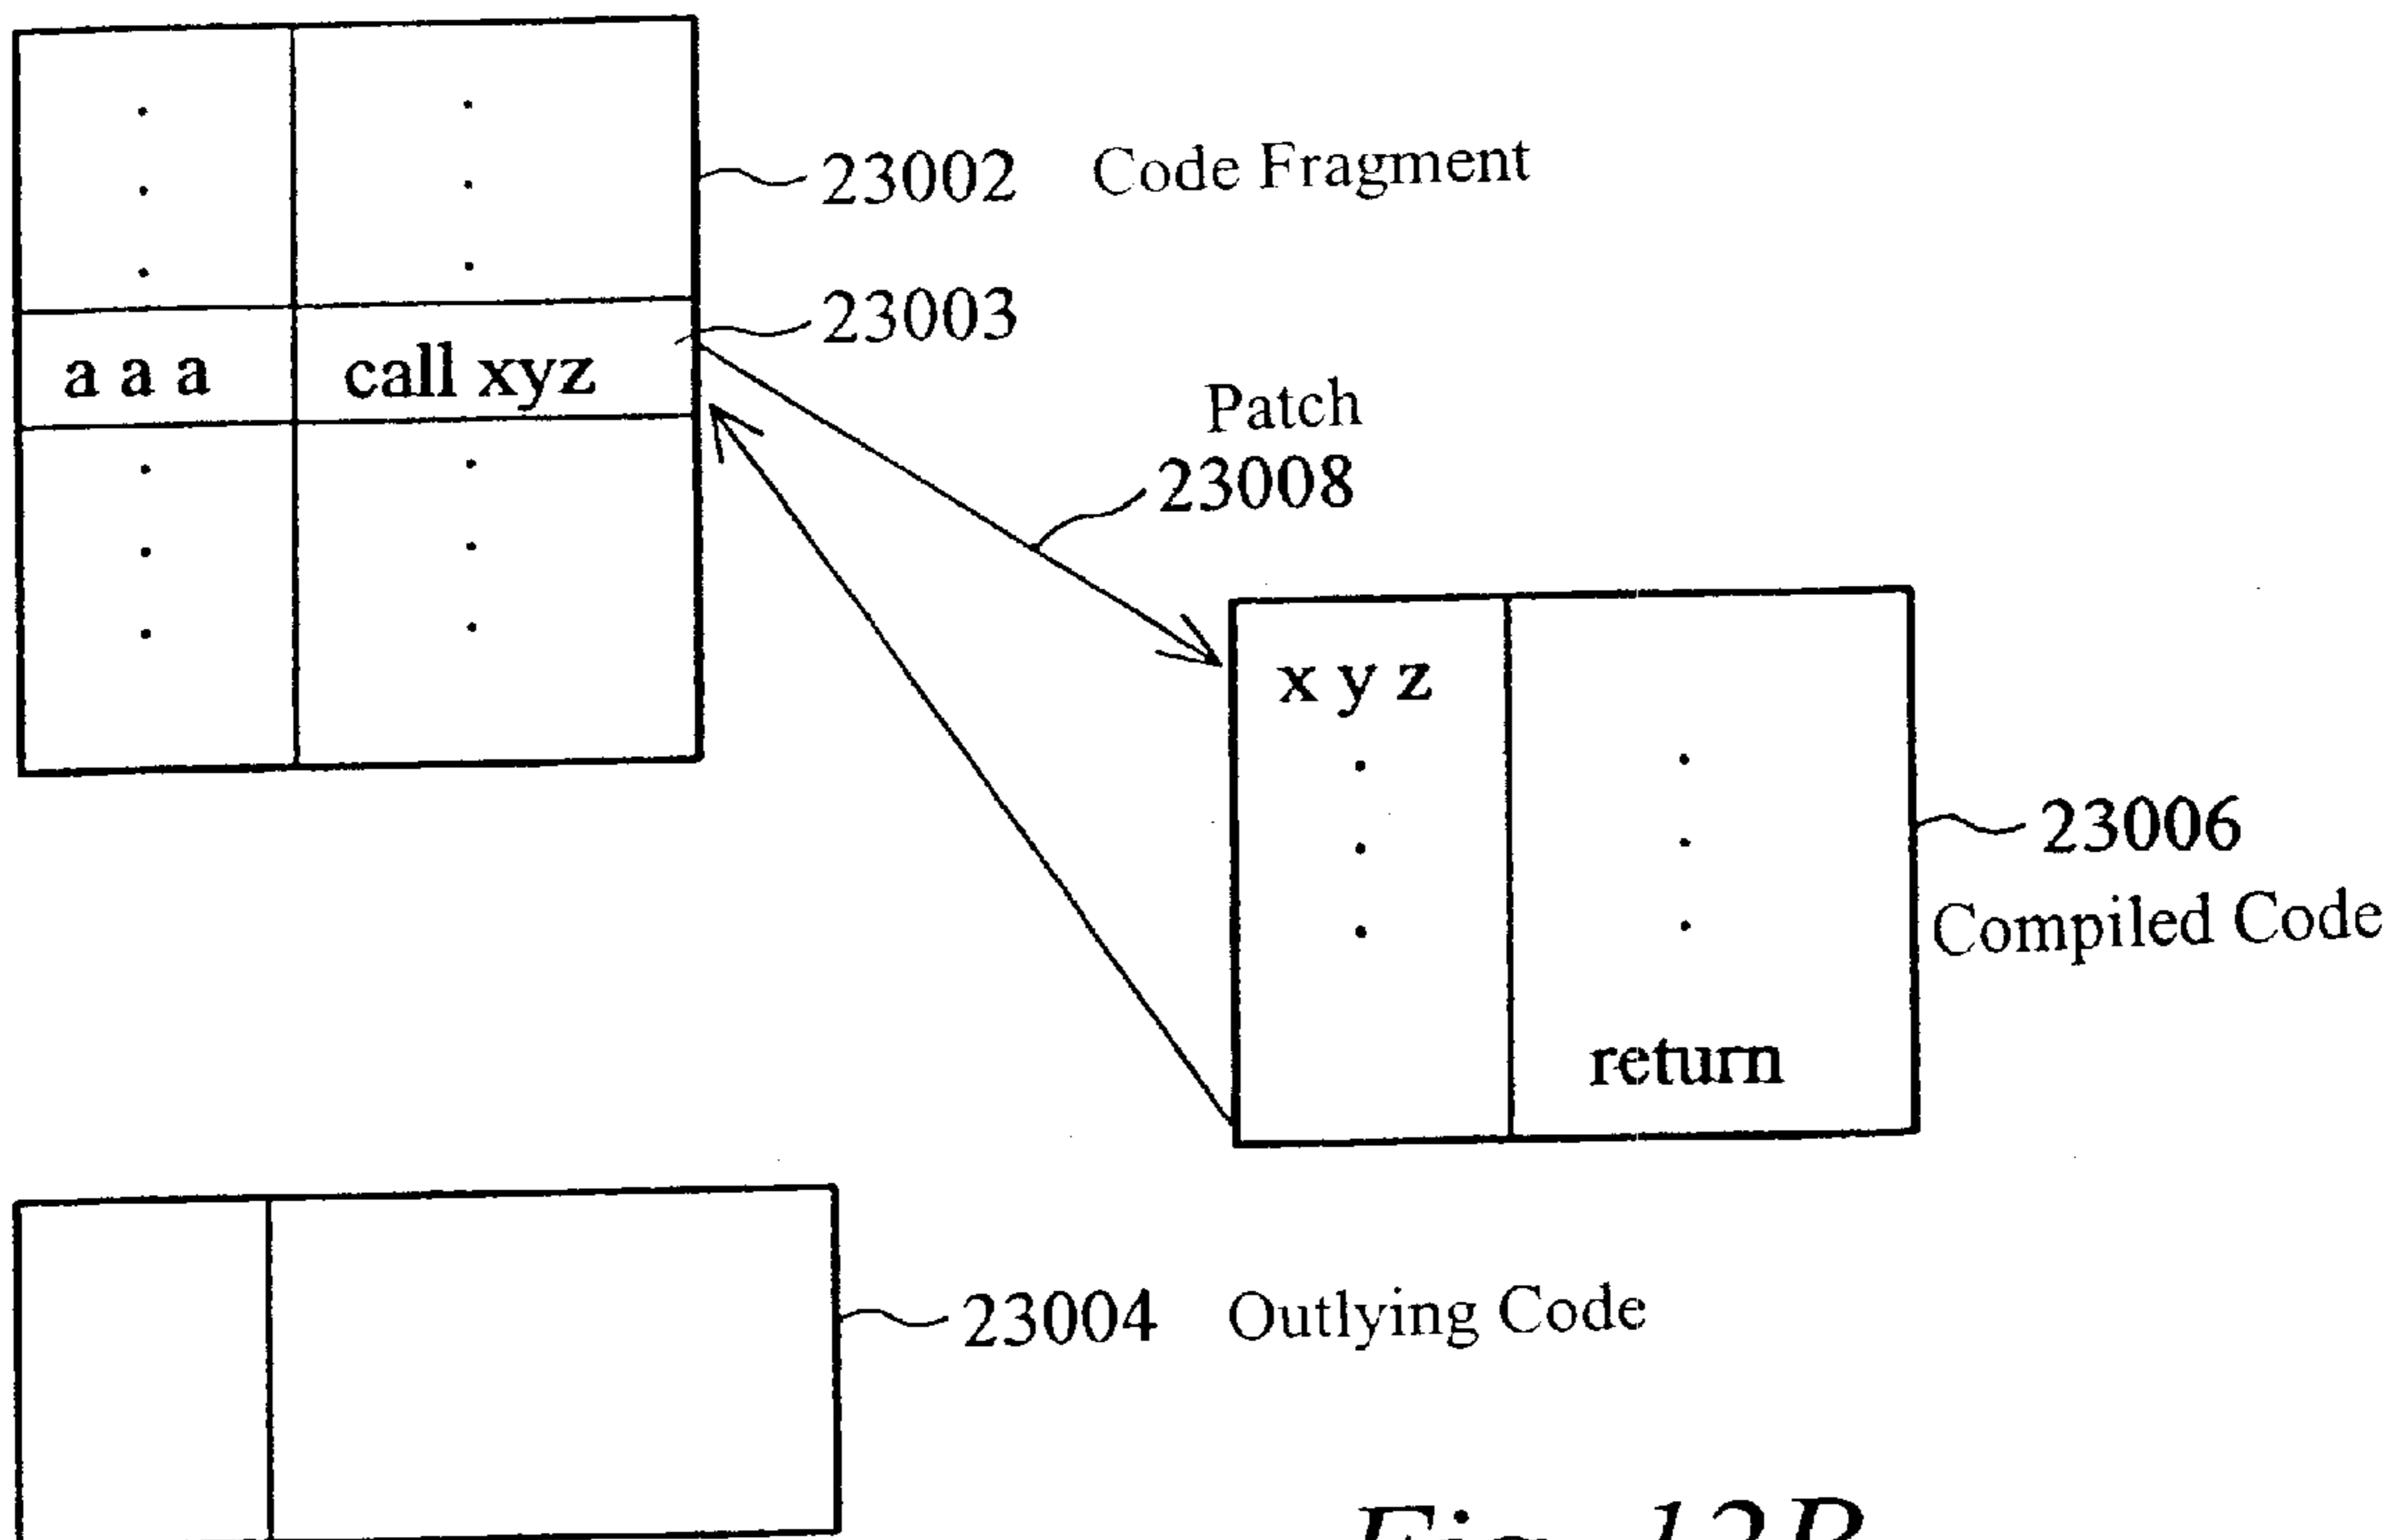 23002 Code Fragment
23003
a a a call xyz
Patch
23008
x y z
23006
Compiled Code
return
23004 Outlying Code